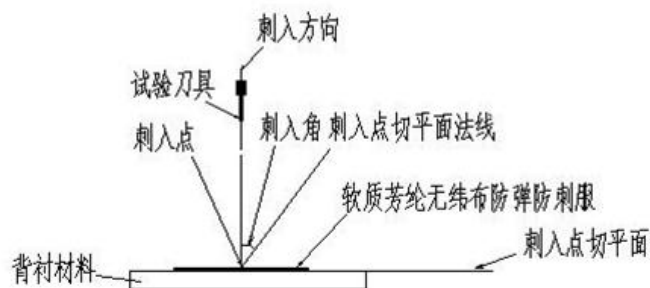 刺入方向
试验刀具
刺入点
刺入角
刺入点切平面法线
软质芳纶无纬布防弹防刺服
刺入点切平面
背衬材料